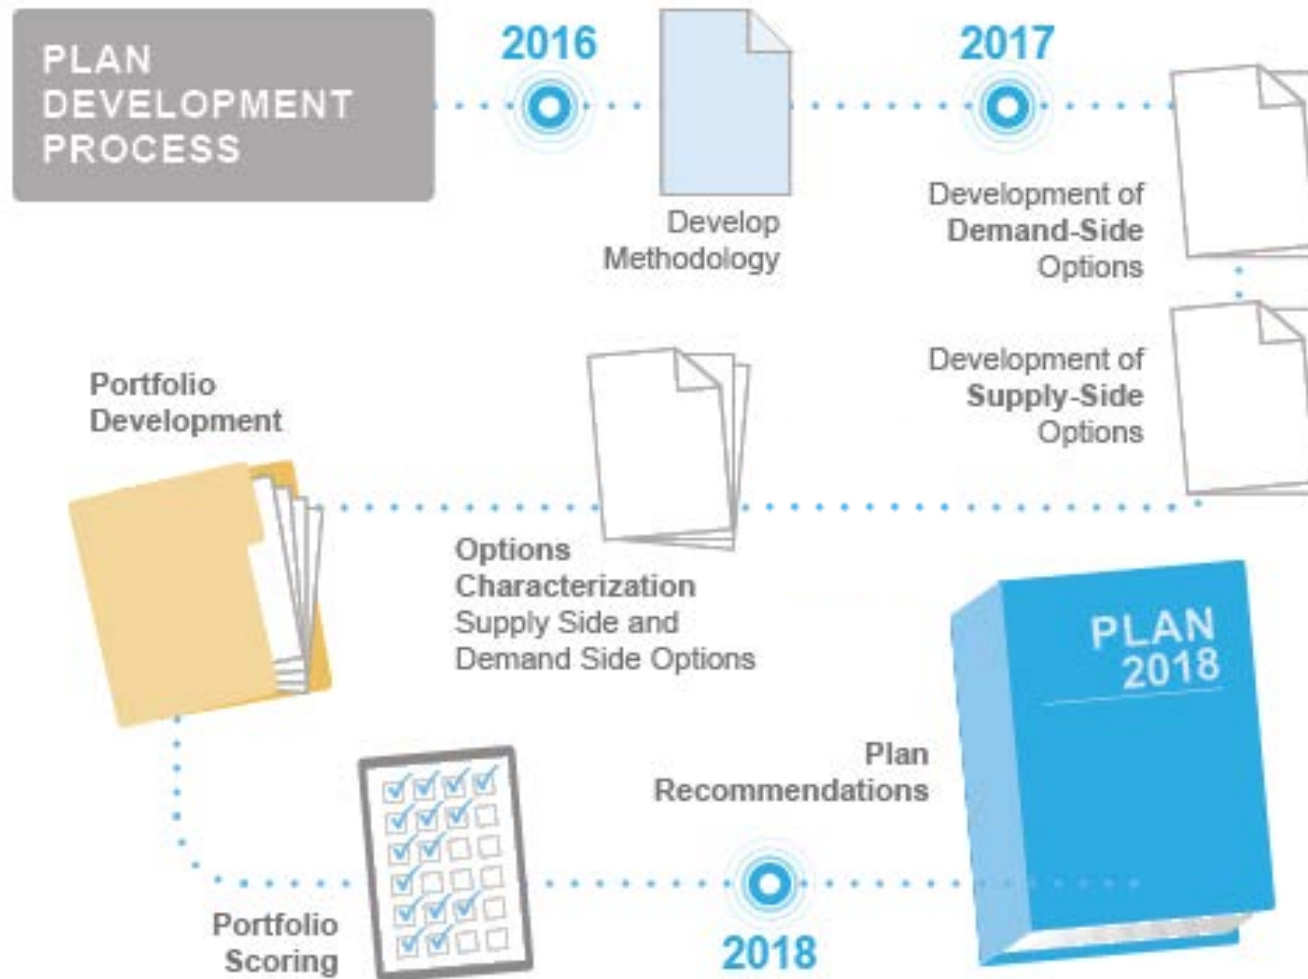 PLAN
DEVELOPMENT
PROCESS
2016
Develop
Methodology
2017
Development of
Demand-Side
Options
Development of
Supply-Side
Options
Options
Characterization
Supply Side and
Demand Side Options
Portfolio
Development
Portfolio
Scoring
2018
Plan
Recommendations
PLAN
2018